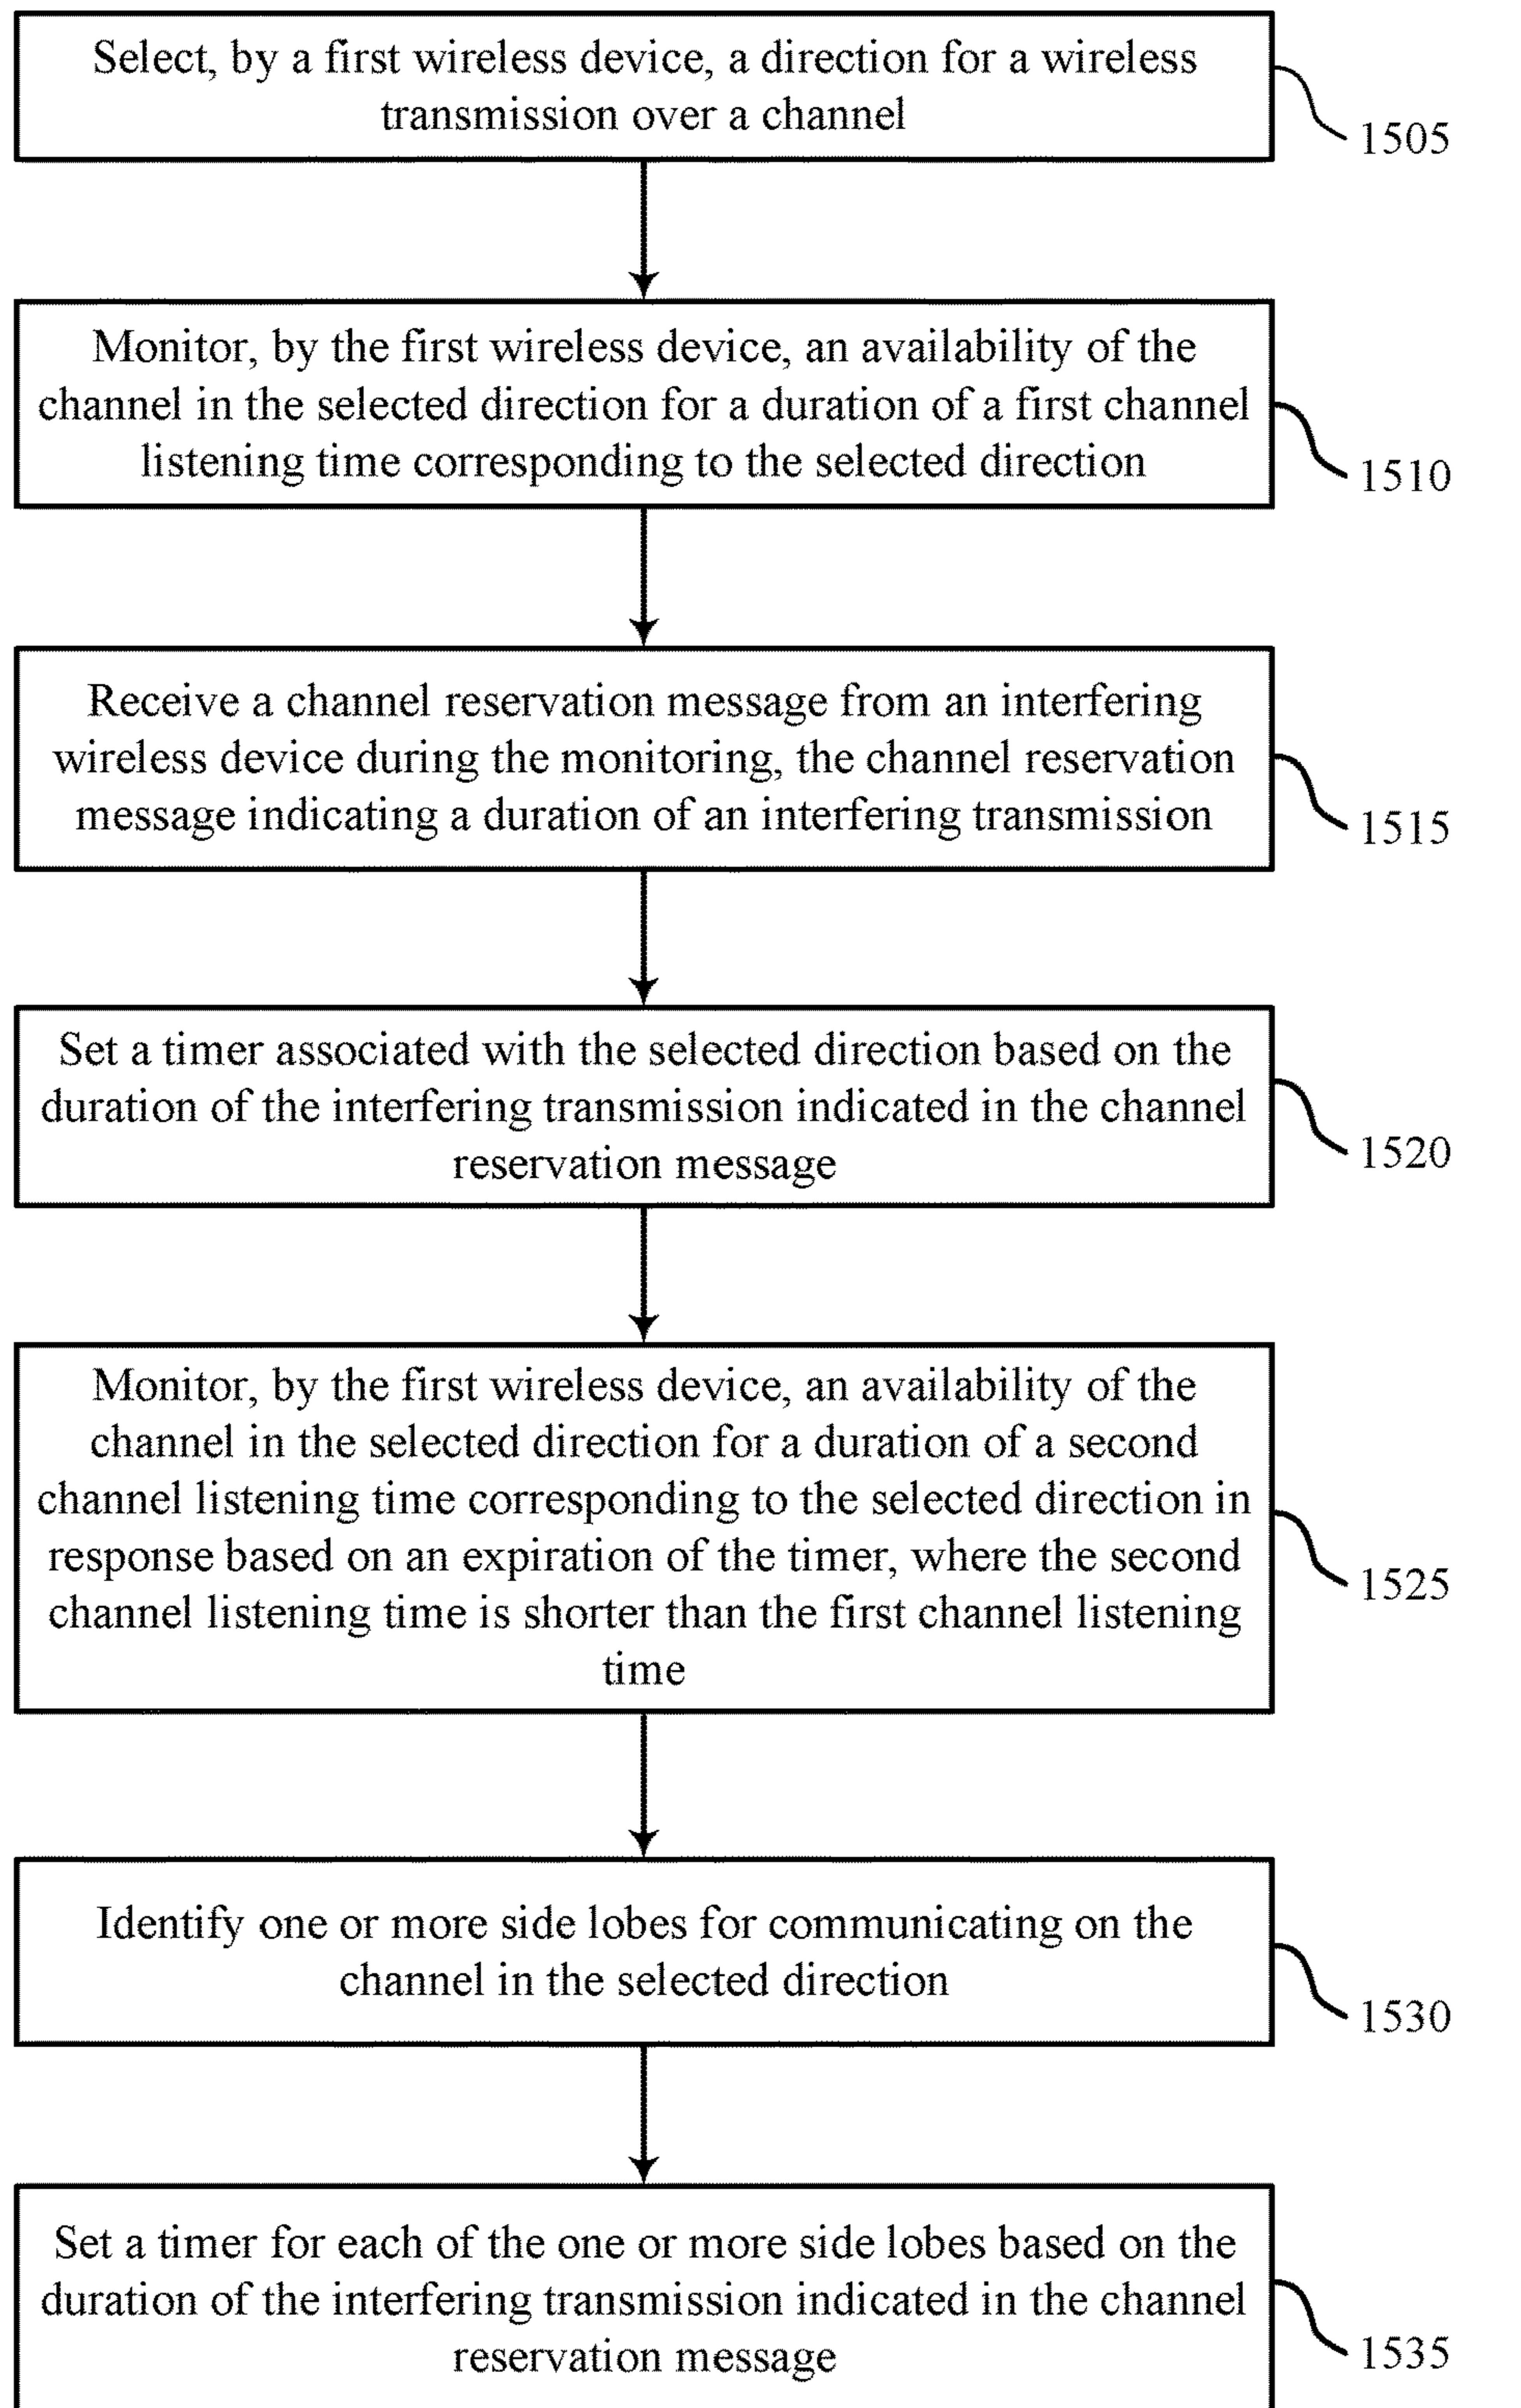 Select, by a first wireless device, a direction for a wireless
transmission over a channel
1505
Monitor, by the first wireless device, an availability of the
channel in the selected direction for a duration of a first channel
listening time corresponding to the selected direction
1510
Receive a channel reservation message from an interfering
wireless device during the monitoring, the channel reservation
message indicating a duration of an interfering transmission
1515
Set a timer associated with the selected direction based on the
duration of the interfering transmission indicated in the channel
reservation message
1520
Monitor, by the first wireless device, an availability of the
channel in the selected direction for a duration of a second
channel listening time corresponding to the selected direction in
response based on an expiration of the timer, where the second
channel listening time is shorter than the first channel listening
time
1525
Identify one or more side lobes for communicating on the
channel in the selected direction
1530
Set a timer for each of the one or more side lobes based on the
duration of the interfering transmission indicated in the channel
reservation message
1535